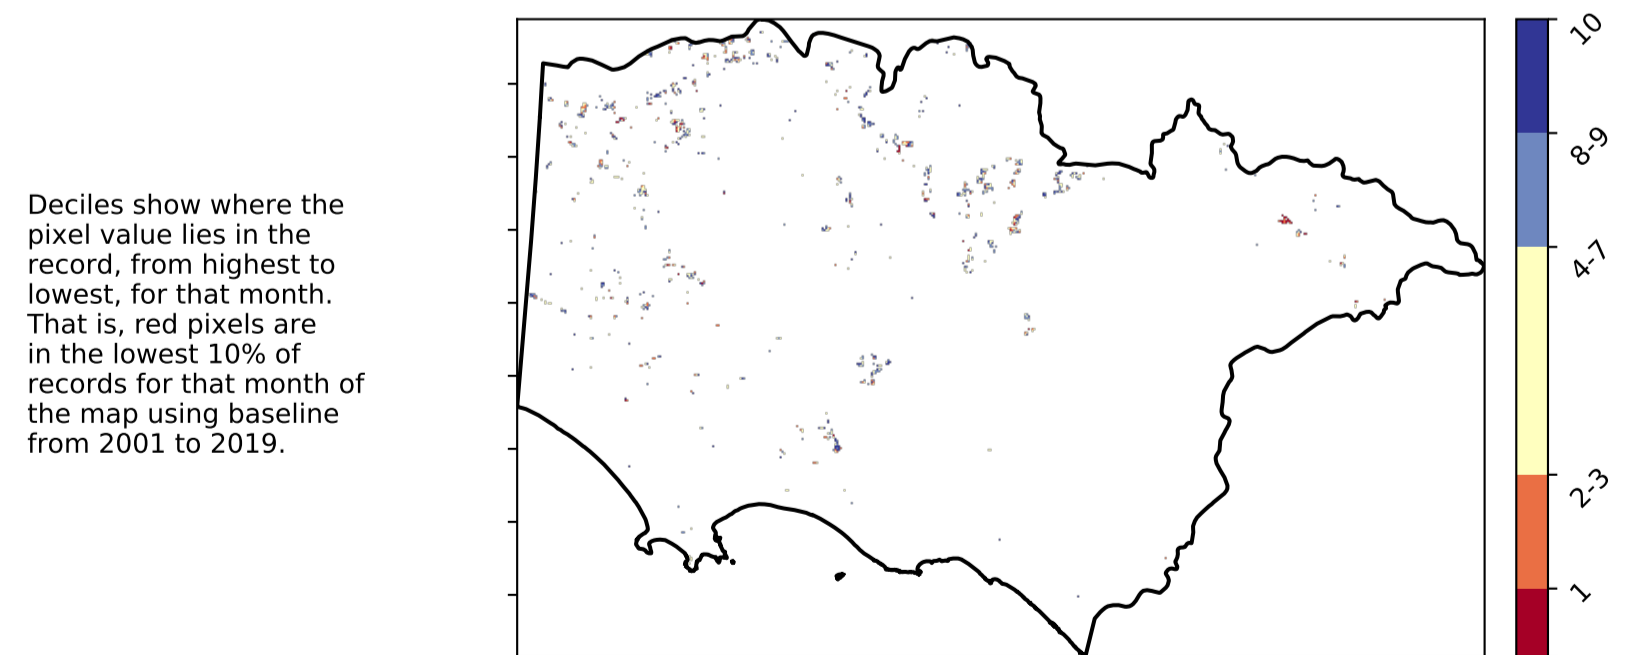 Deciles show where the
pixel value lies in the
record, from highest to
lowest, for that month.
That is, red pixels are
in the lowest 10% of
records for that month of
the map using baseline
from 2001 to 2019.
10
8-9
4-7
2-3
1